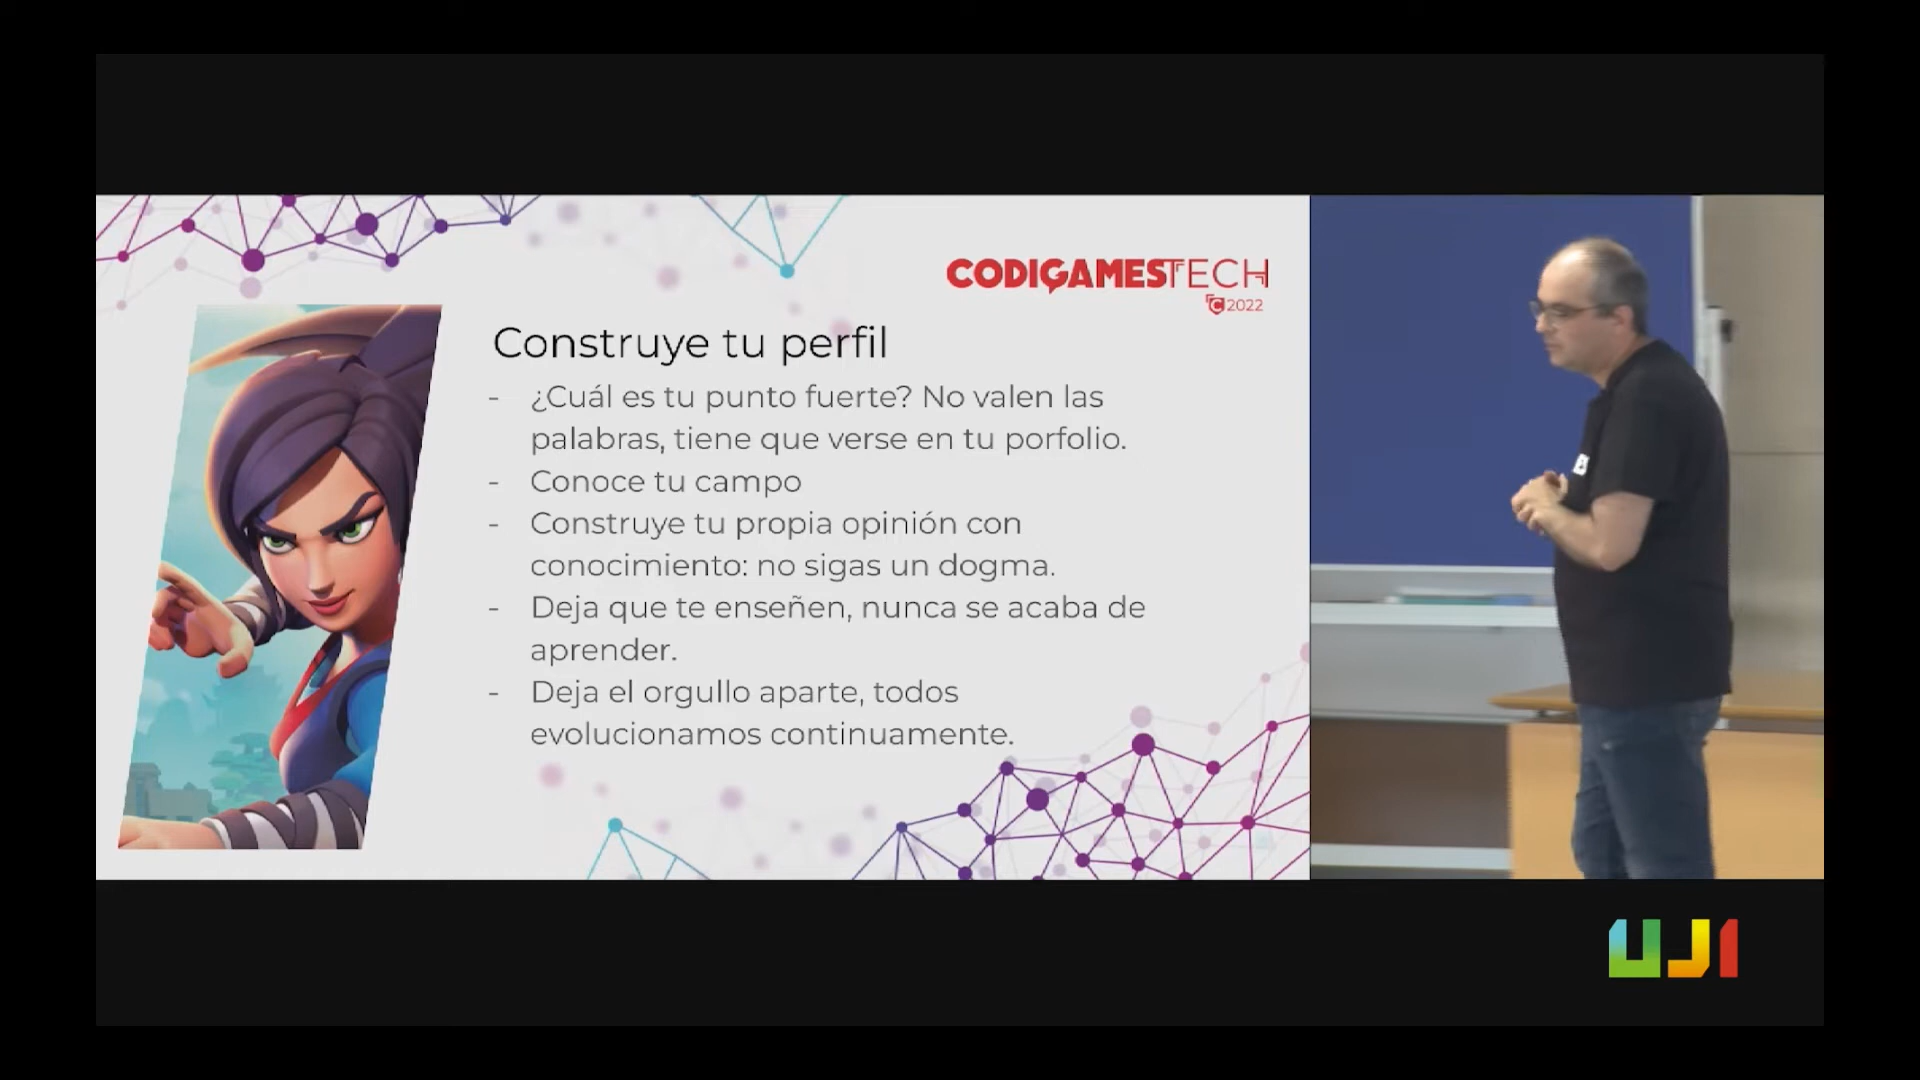 CODIGAMESTECH
C2022
Construye tu perfil
- ¿Cuál es tu punto fuerte? No valen las
palabras, tiene que verse en tu porfolio.
- Conoce tu campo
- Construye tu propia opinión con
conocimiento: no sigas un dogma.
- Deja que te enseñen, nunca se acaba de
aprender.
- Deja el orgullo aparte, todos
evolucionamos continuamente.
UJI